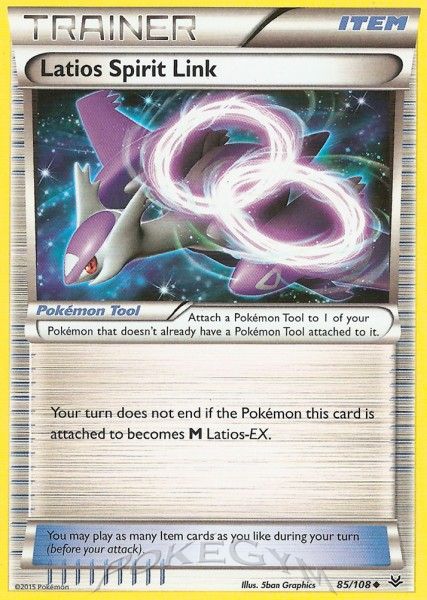 TRAINER ITEM
Latios Spirit Link
Pokémon Tool
Attach a Pokémon Tool to 1 of your
Pokémon that doesn't already have a Pokémon Tool attached to it.
Your turn does not end if the Pokémon this card is
attached to becomes M Latios-EX.
You may play as many Item cards as you like during your turn
(before your attack).
POKEGYM
©2015 Pokémon Illus. 5ban Graphics 85/108